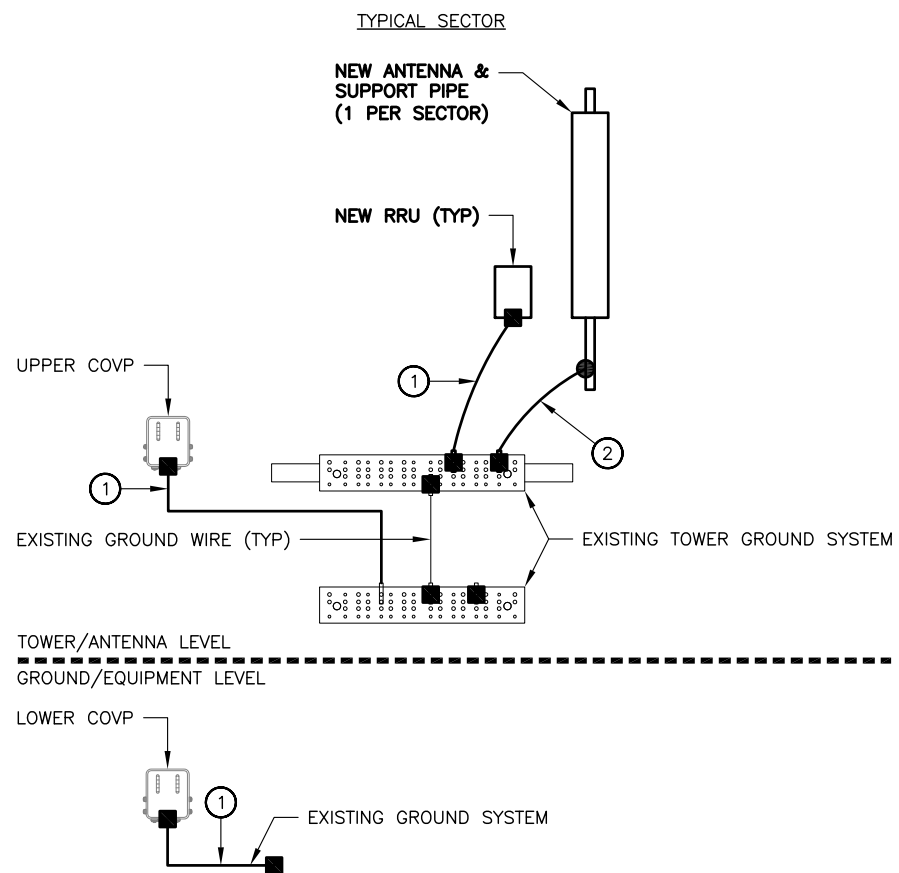 TYPICAL SECTOR
NEW ANTENNA &
SUPPORT PIPE
(1 PER SECTOR)
NEW RRU (TYP)
UPPER COVP
1
2
1
EXISTING GROUND WIRE (TYP)
EXISTING TOWER GROUND SYSTEM
TOWER/ANTENNA LEVEL
GROUND/EQUIPMENT LEVEL
LOWER COVP
1
EXISTING GROUND SYSTEM